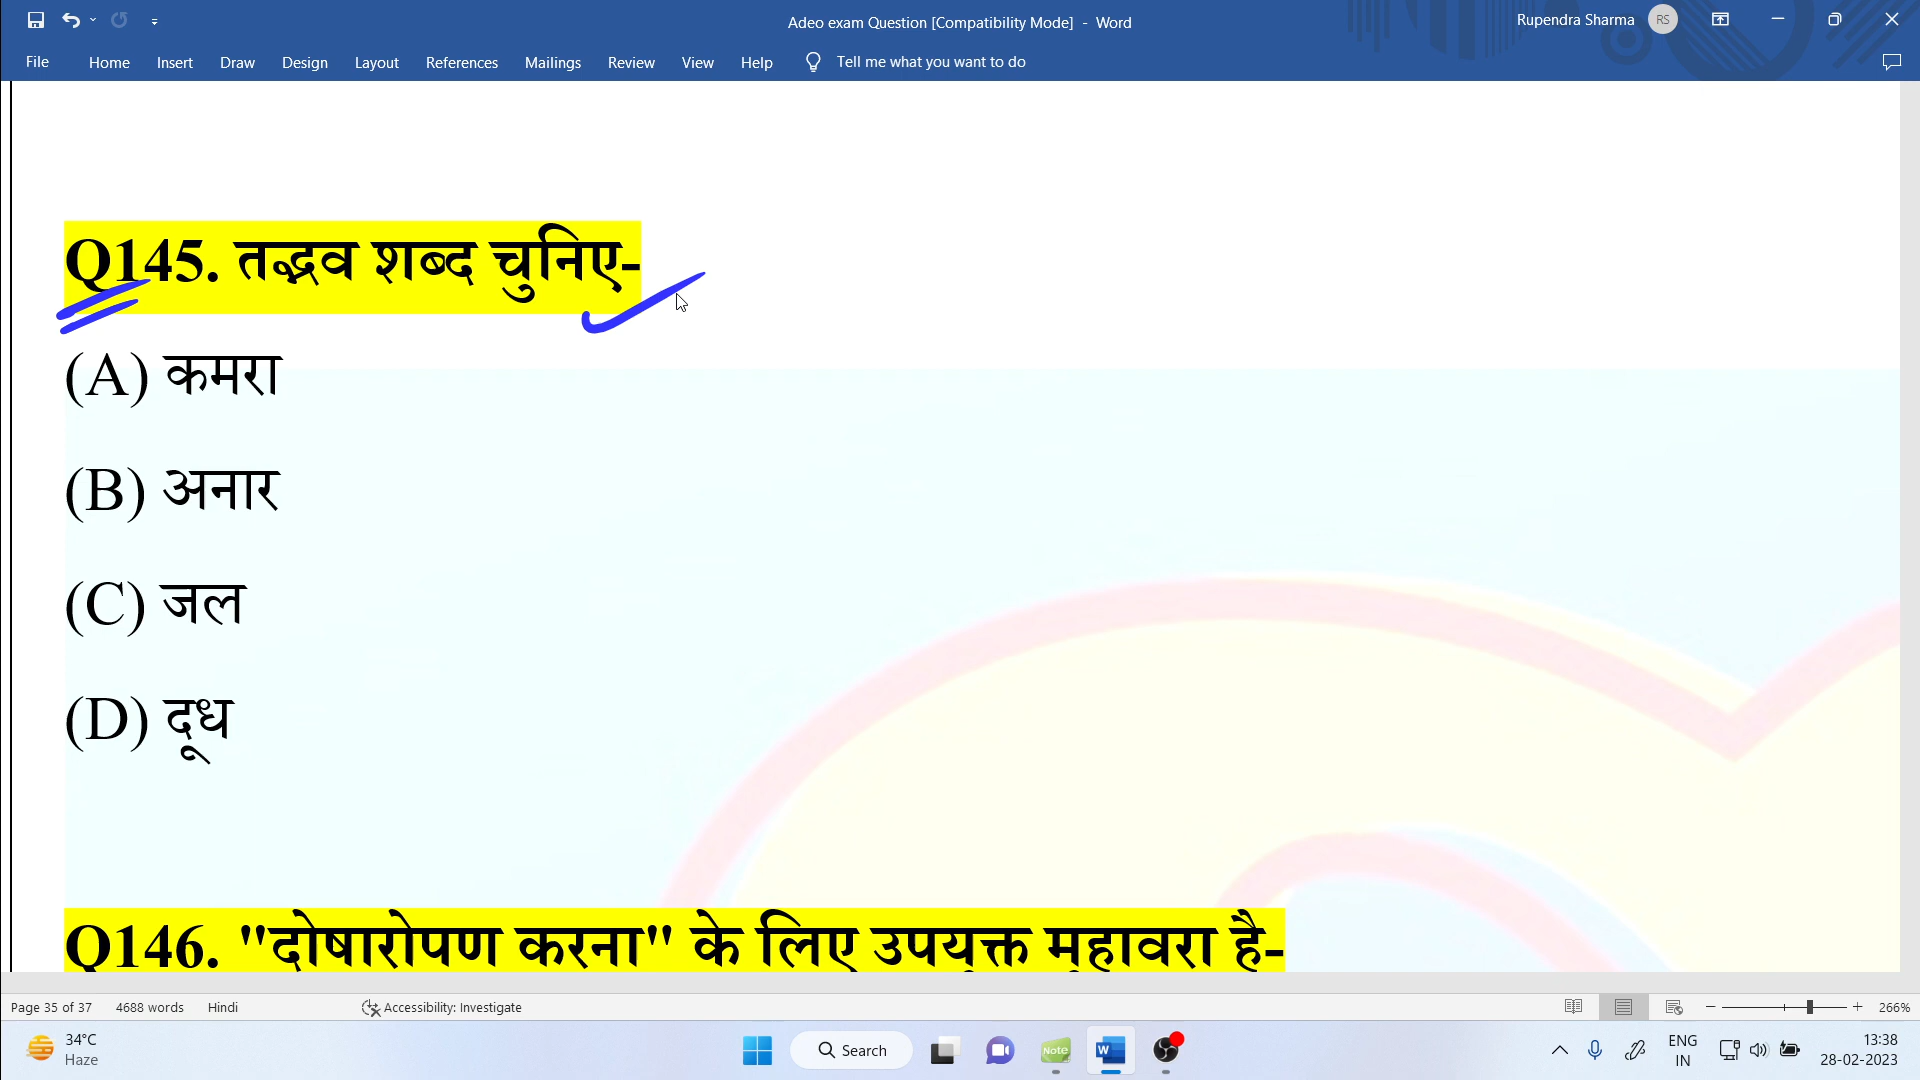 Adeo exam Question [Compatibility Mode] - Word
Rupendra Sharma RS
File Home Insert Draw Design Layout References Mailings Review View Help Tell me what you want to do
Q145. तद्भव शब्द चुनिए-
(A) कमरा
(B) अनार
(C) जल
(D) दूध
Q146. "दोषारोपण करना" के लिए उपयुक्त मुहावरा है-
Page 35 of 37 4688 words Hindi Accessibility: Investigate 266%
34°C
Haze
Search
Note
W
ENG
IN
13:38
28-02-2023